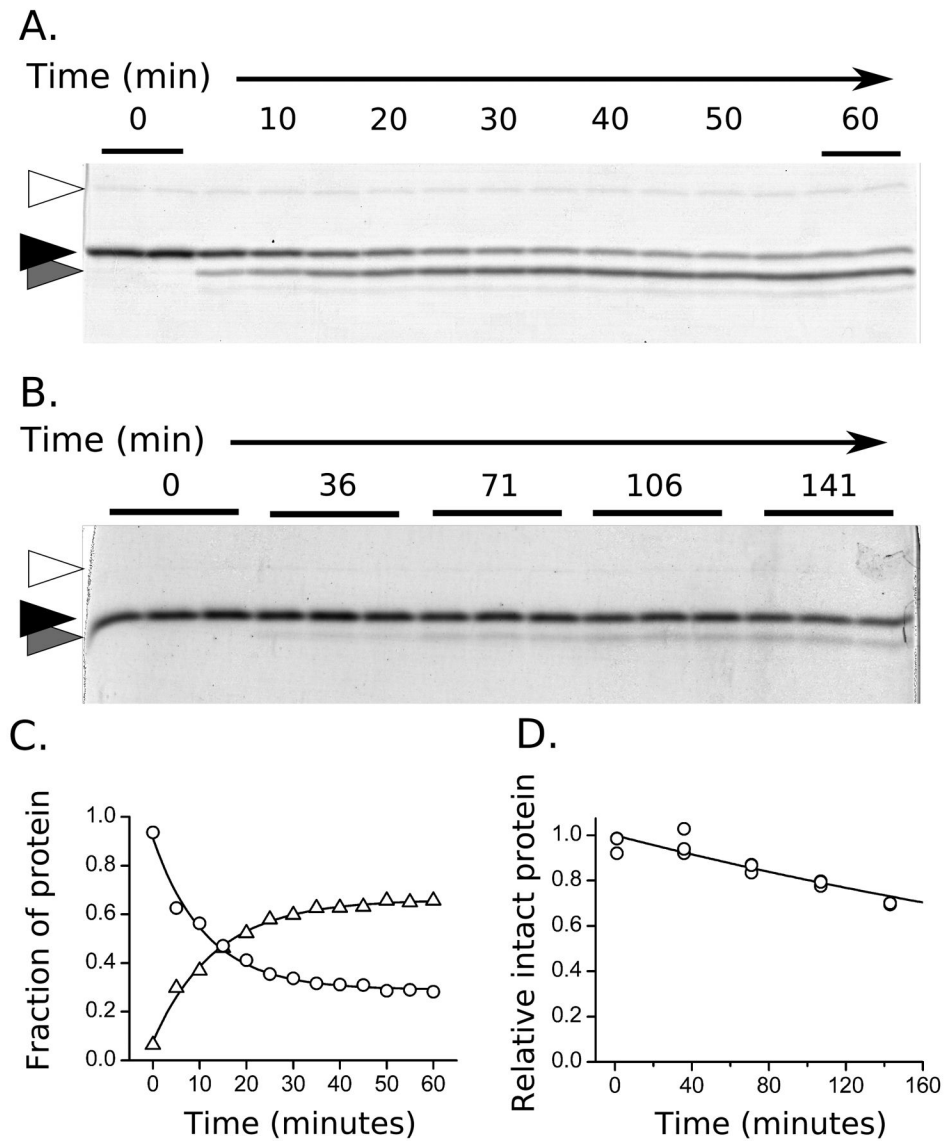 A.
Time (min)
0 10 20 30 40 50 60
B.
Time (min)
0 36 71 106 141
C.
Fraction of protein
1.0
0.8
0.6
0.4
0.2
0.0
0 10 20 30 40 50 60
Time (minutes)
D.
Relative intact protein
1.0
0.8
0.6
0.4
0.2
0.0
0 40 80 120 160
Time (minutes)